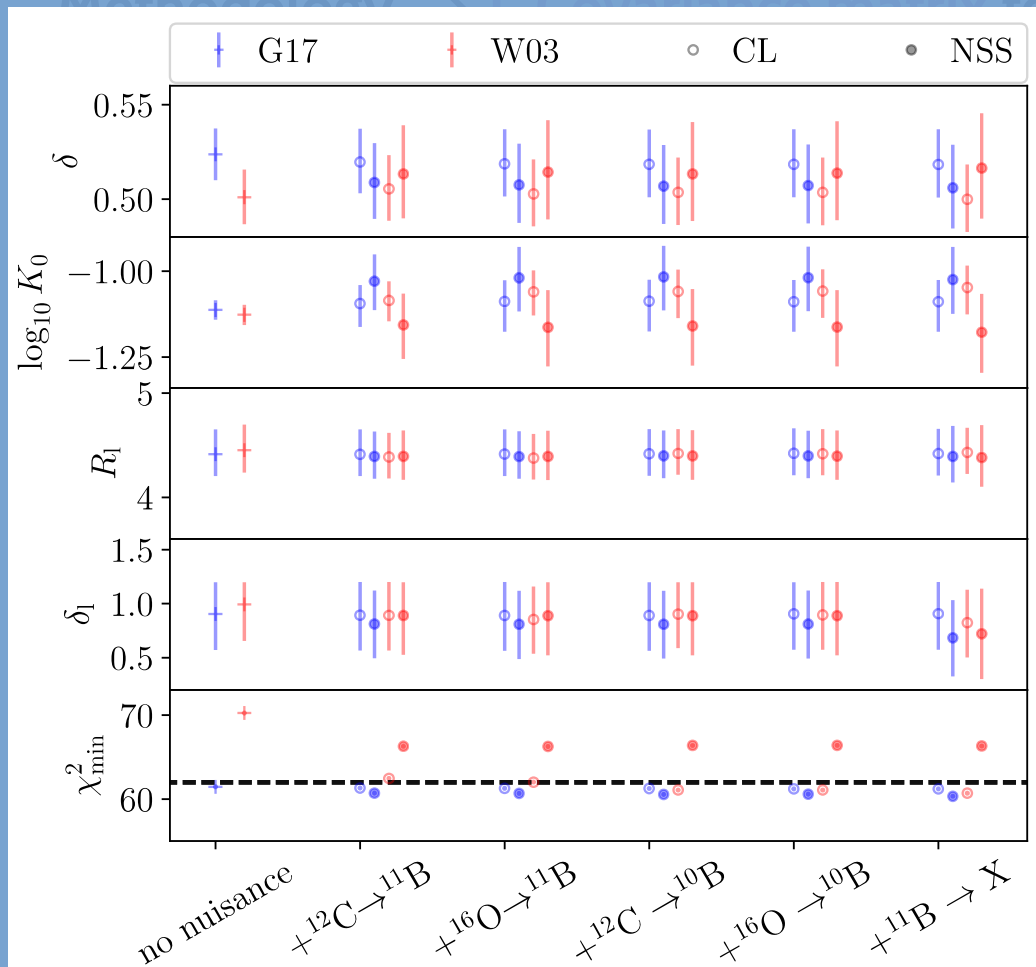 G17 W03 CL NSS
δ
0.55
0.50
log₁₀ K₀
−1.00
−1.25
Rₗ
5
4
δₗ
1.5
1.0
0.5
χ²min
70
60
no nuisance
+¹²C→¹¹B
+¹⁶O→¹¹B
+¹²C →¹⁰B
+¹⁶O →¹⁰B
+¹¹B → X